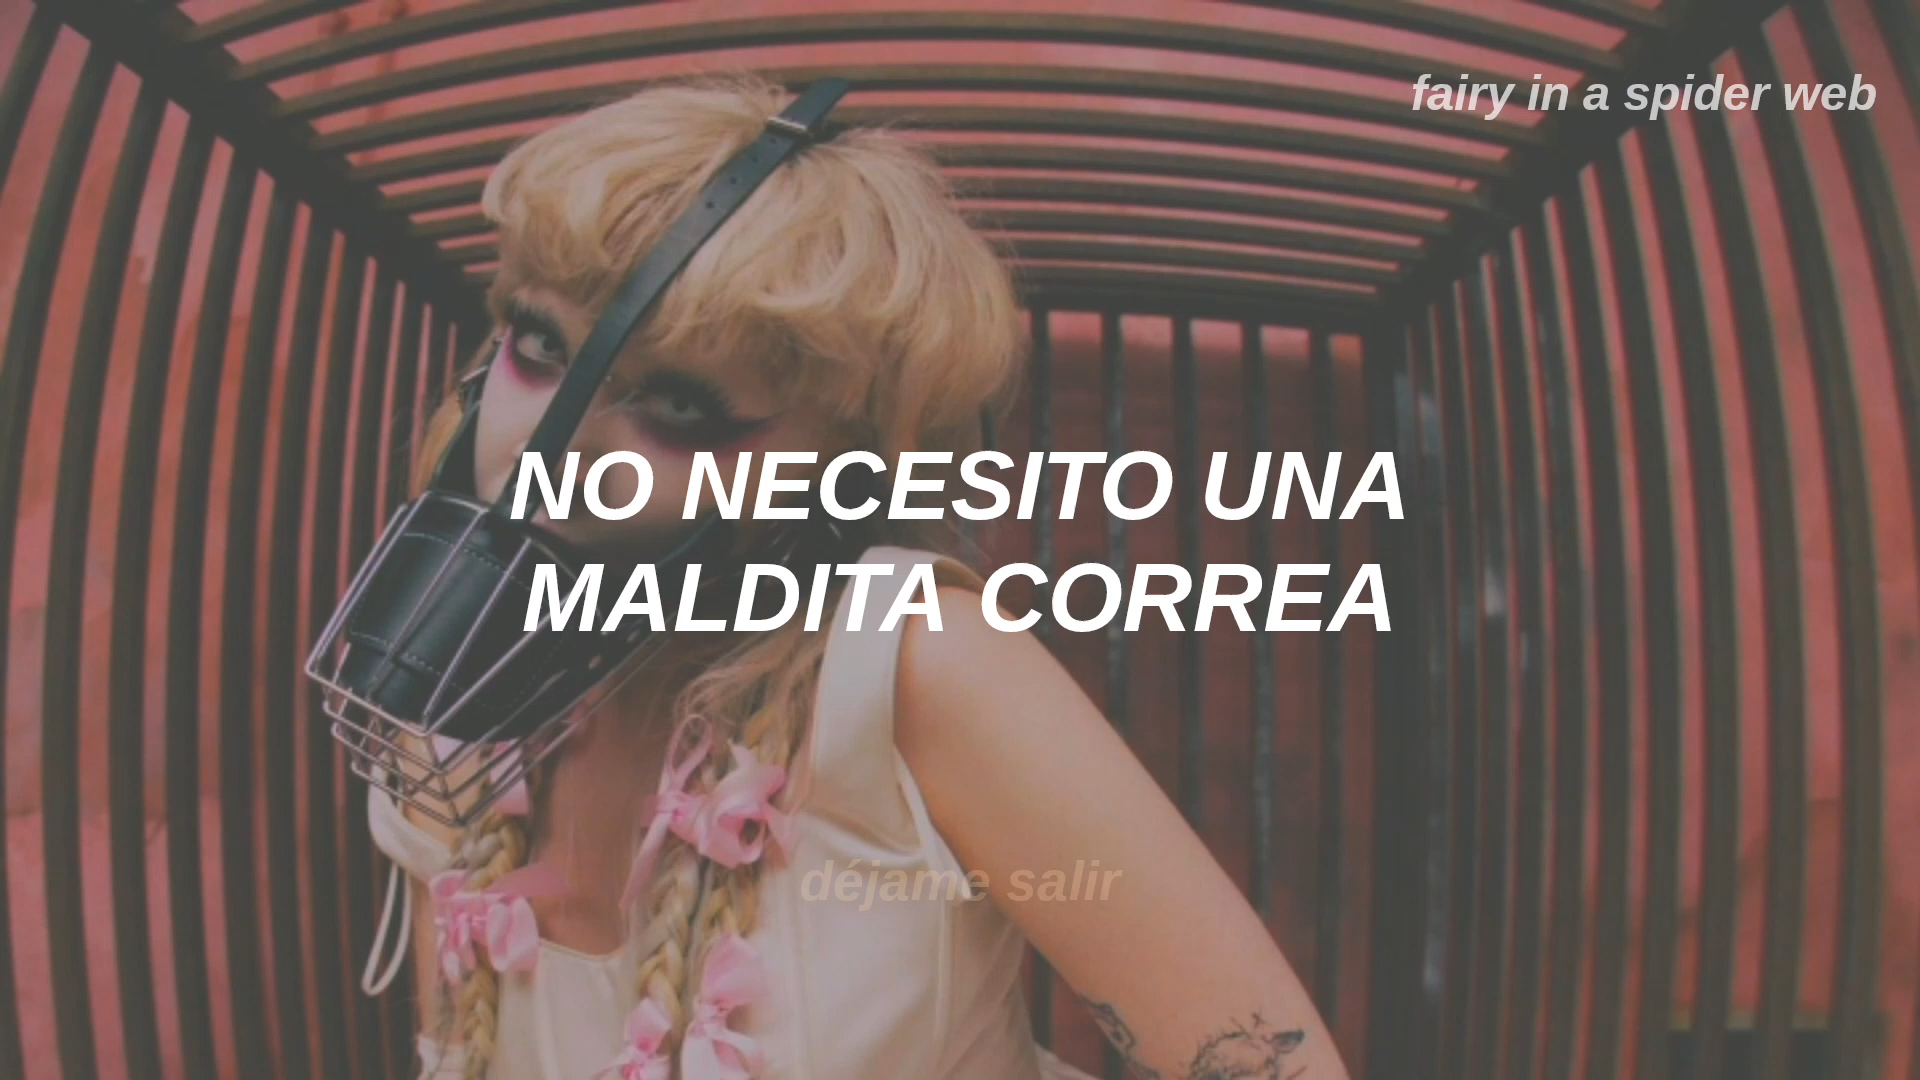 fairy in a spider web
NO NECESITO UNA
MALDITA CORREA
déjame salir